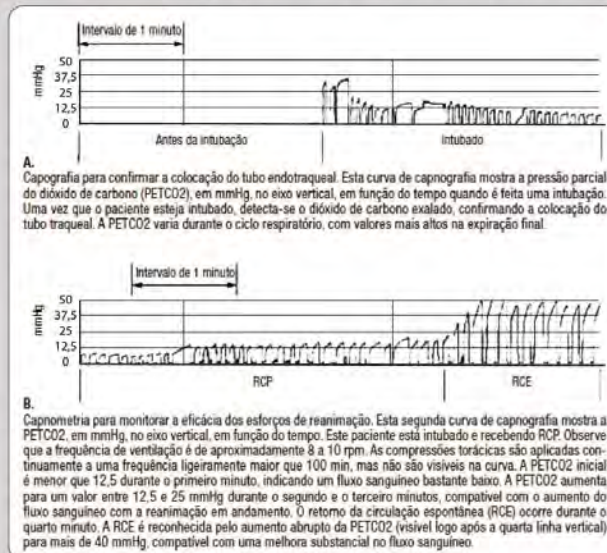 Intervalo de 1 minuto
mmHg
50
37,5
25
12,5
0
Antes da intubação
Intubado
A.
Capografia para confirmar a colocação do tubo endotraqueal. Esta curva de capnografia mostra a pressão parcial
do dióxido de carbono (PETCO2), em mmHg, no eixo vertical, em função do tempo quando é feita uma intubação.
Uma vez que o paciente esteja intubado, detecta-se o dióxido de carbono exalado, confirmando a colocação do
tubo traqueal. A PETCO2 varia durante o ciclo respiratório, com valores mais altos na expiração final.
Intervalo de 1 minuto
mmHg
50
37,5
25
12,5
0
RCP
RCE
B.
Capnometria para monitorar a eficácia dos esforços de reanimação. Esta segunda curva de capnografia mostra a
PETCO2, em mmHg, no eixo vertical, em função do tempo. Este paciente está intubado e recebendo RCP. Observe
que a frequência de ventilação é de aproximadamente 8 a 10 rpm. As compressões torácicas são aplicadas con-
tinuamente a uma frequência ligeiramente maior que 100 min, mas não são visíveis na curva. A PETCO2 inicial
é menor que 12,5 durante o primeiro minuto, indicando um fluxo sanguíneo bastante baixo. A PETCO2 aumenta
para um valor entre 12,5 e 25 mmHg durante o segundo e o terceiro minutos, compatível com o aumento do
fluxo sanguíneo com a reanimação em andamento. O retorno da circulação espontânea (RCE) ocorre durante o
quarto minuto. A RCE é reconhecida pelo aumento abrupto da PETCO2 (visível logo após a quarta linha vertical)
para mais de 40 mmHg, compatível com uma melhora substancial no fluxo sanguíneo.